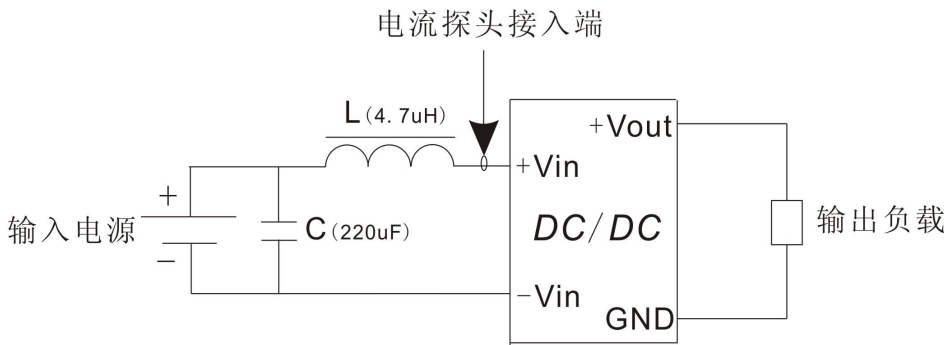 电流探头接入端
L(4.7uH)
+Vout
+Vin
+
输入电源
C(220uF)
DC/DC
输出负载
−
−Vin
GND